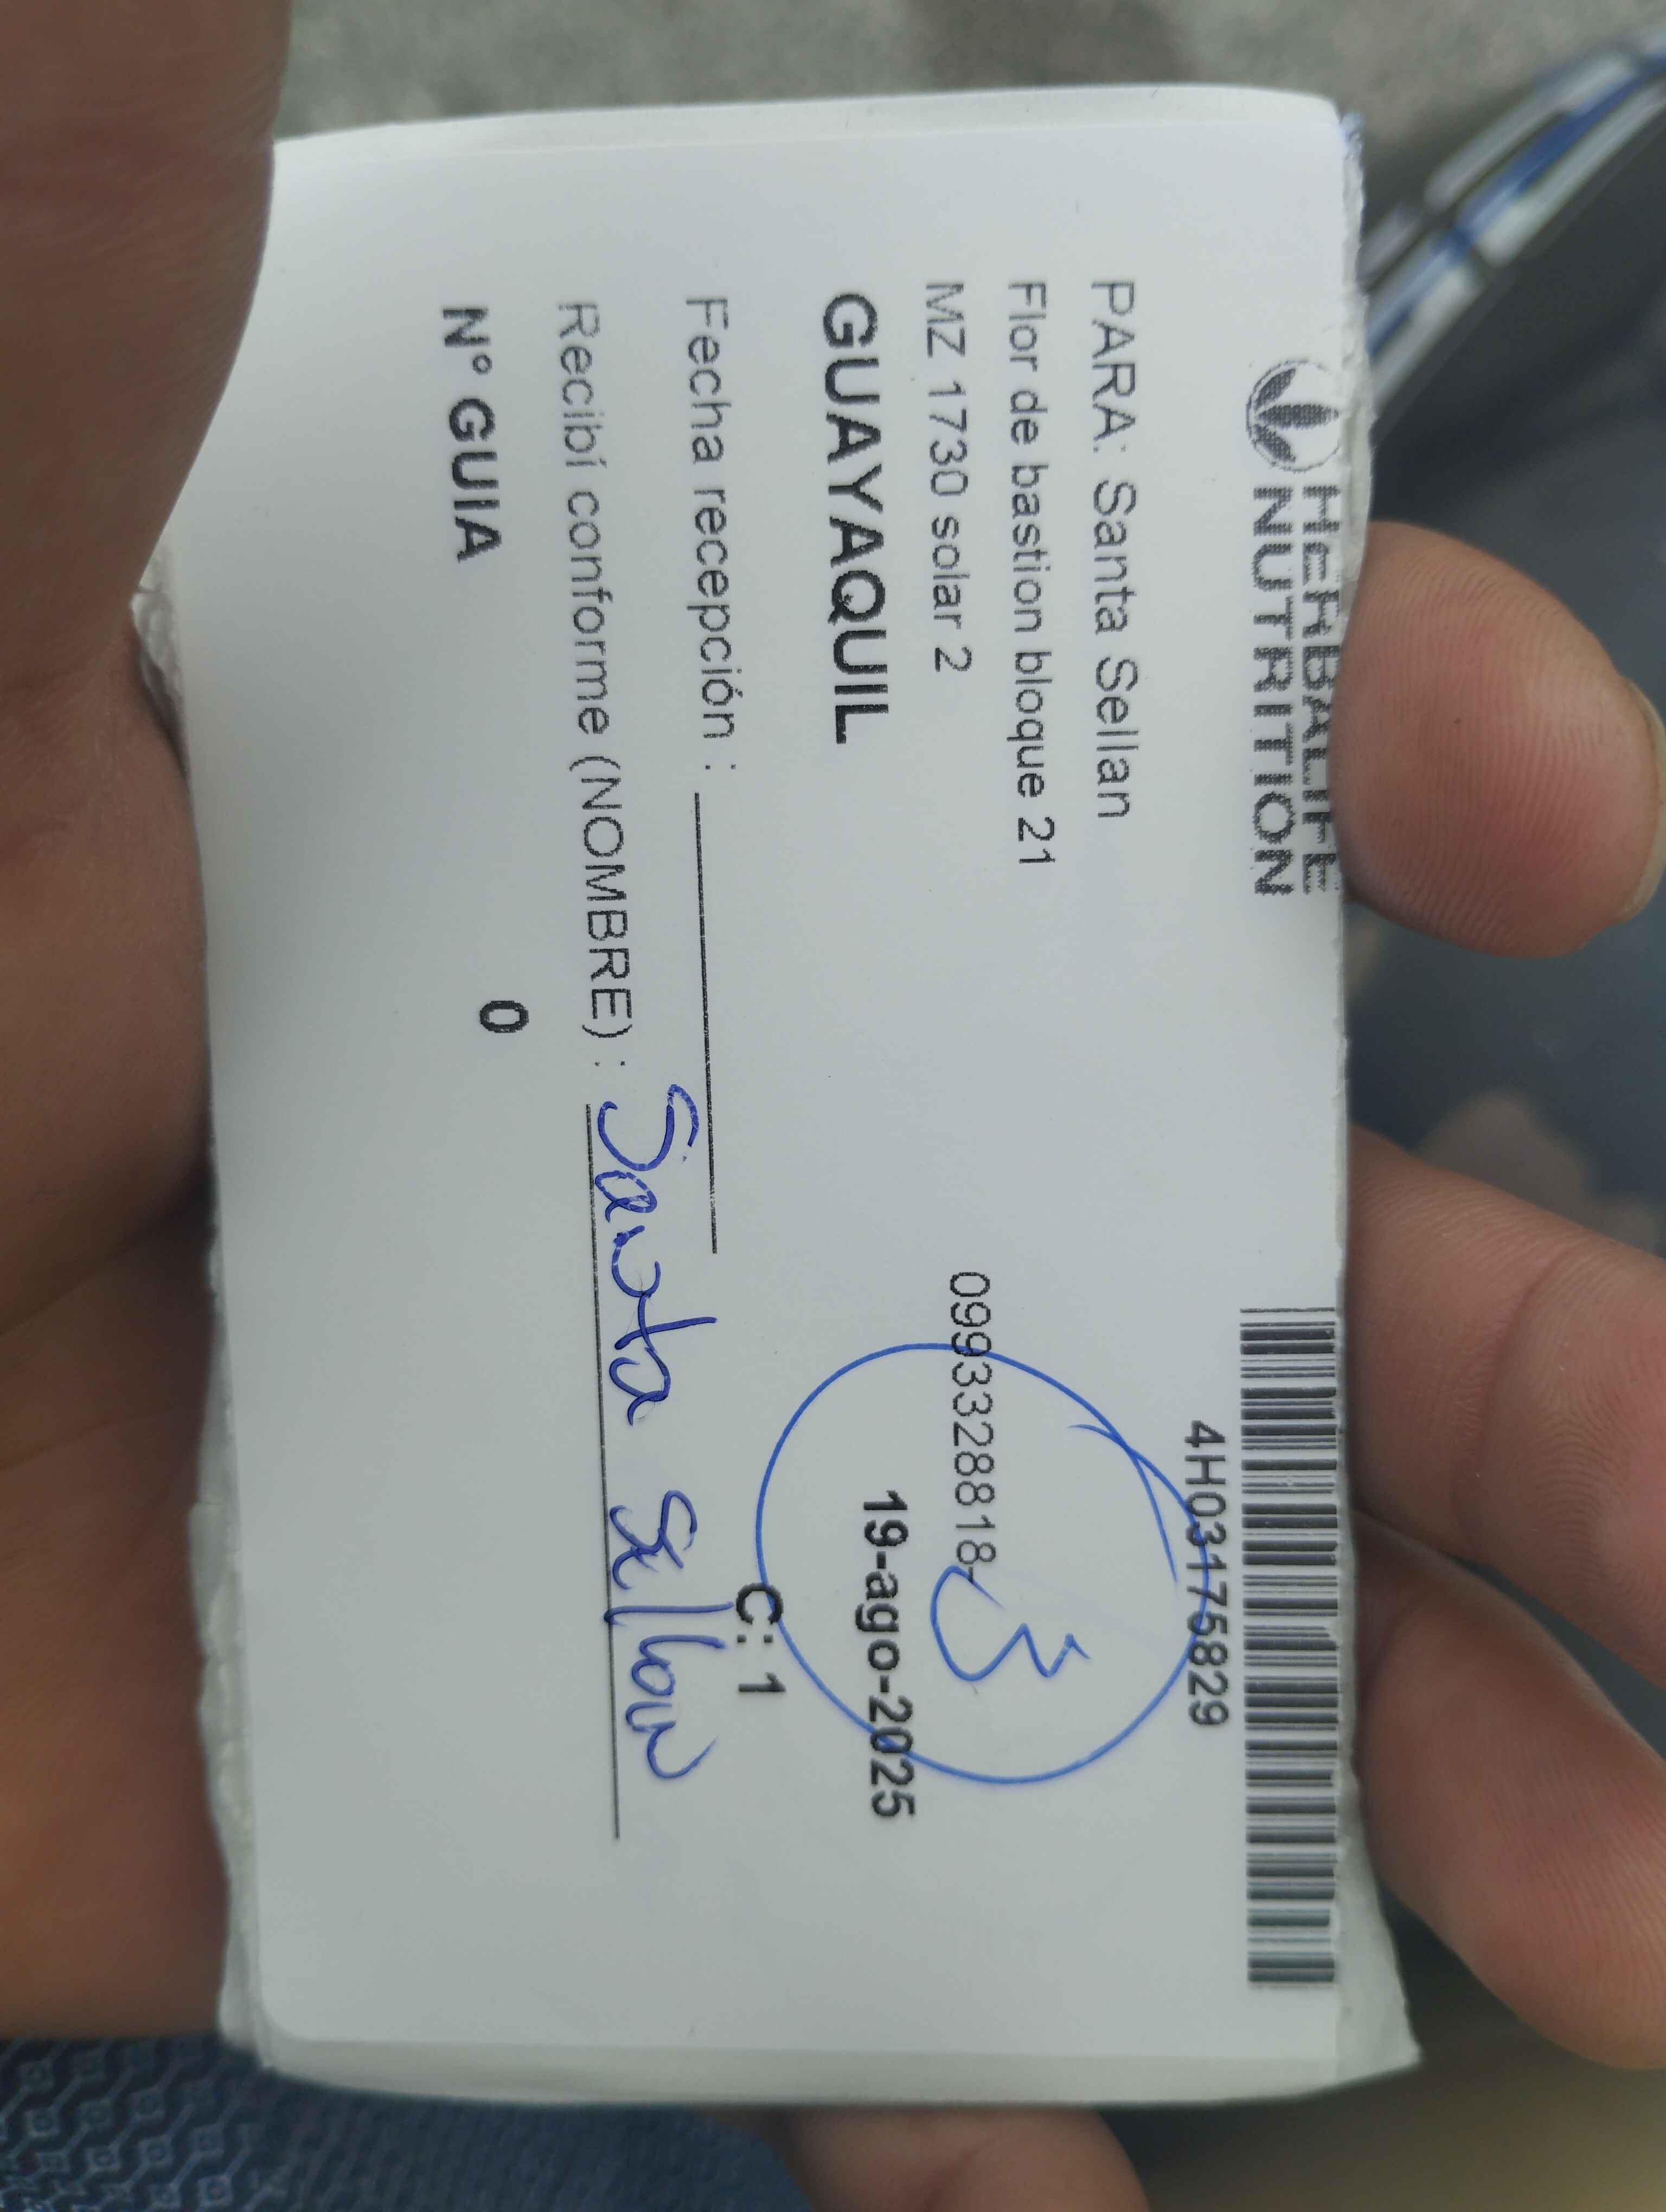 HERBALIFE
NUTRITION
4H03175829
PARA: Santa Sellan
Flor de bastion bloque 21
MZ 1730 solar 2
0993328818-
3
GUAYAQUIL
19-ago-2025
C: 1
Fecha recepción :
Recibí conforme (NOMBRE) : Santa Sellan
N° GUIA 0